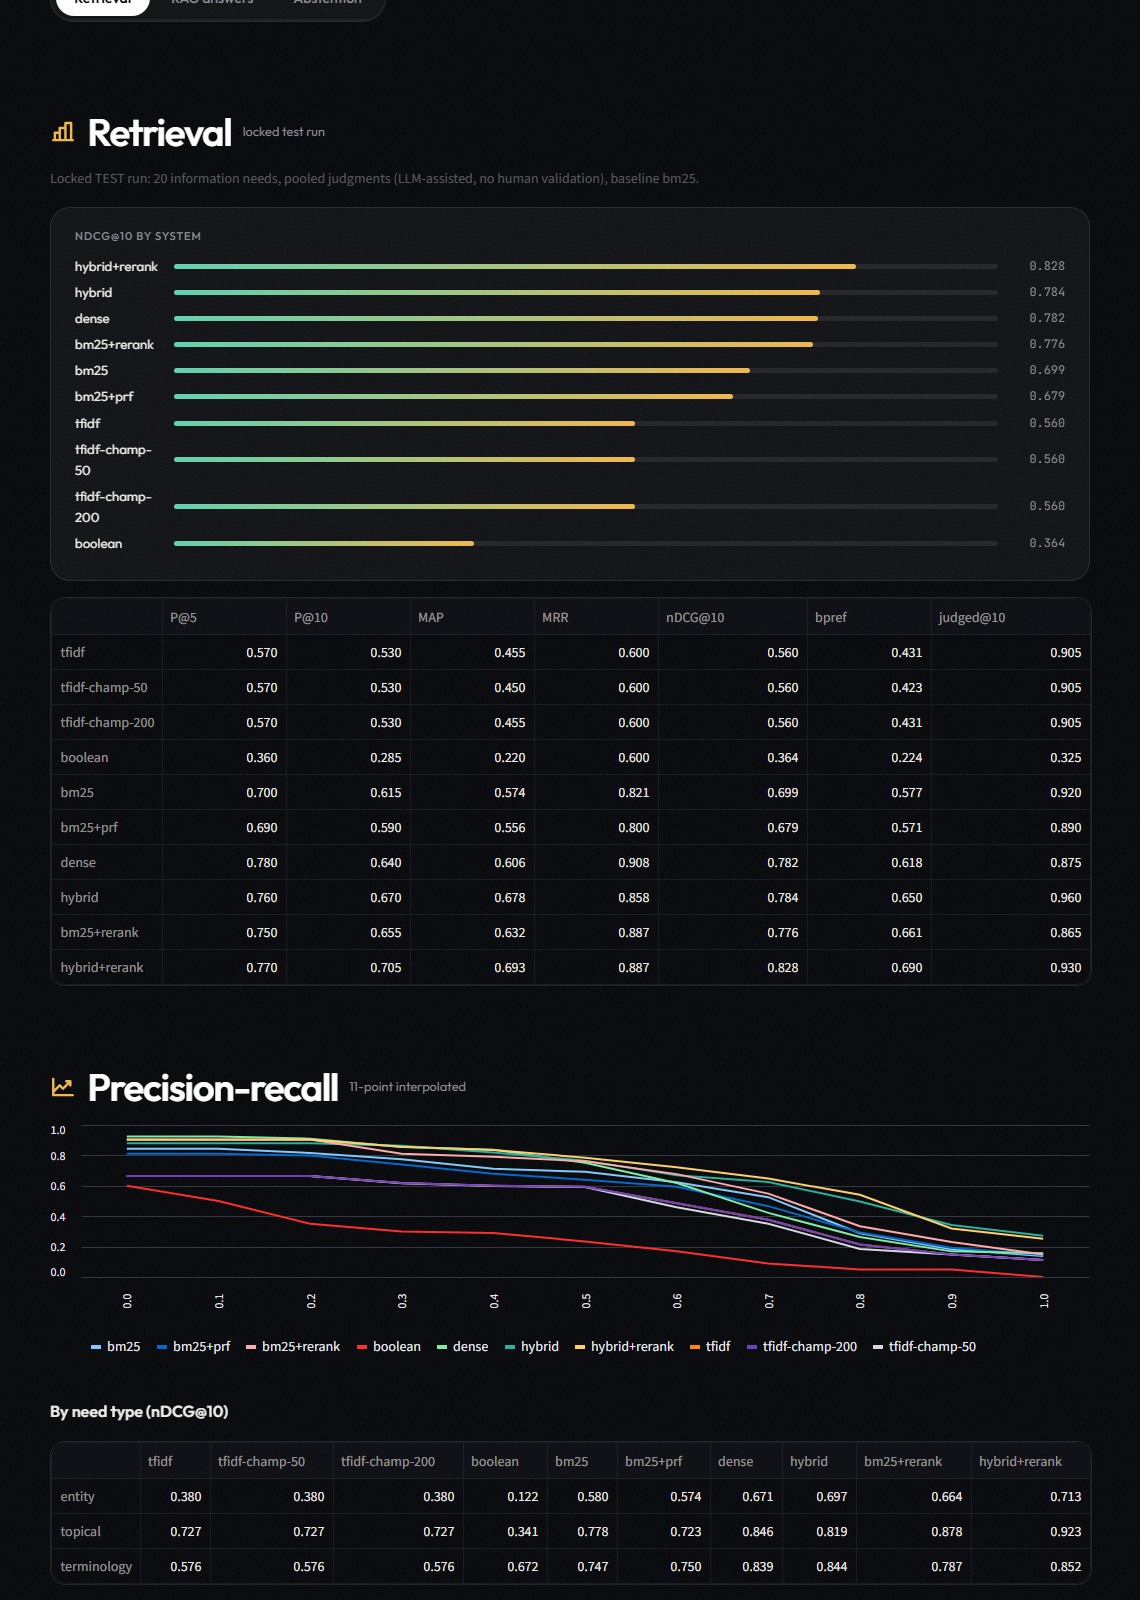 Retrieval RAG answers Abstention
Retrieval locked test run
Locked TEST run: 20 information needs, pooled judgments (LLM-assisted, no human validation), baseline bm25.
NDCG@10 BY SYSTEM
hybrid+rerank 0.828
hybrid 0.784
dense 0.782
bm25+rerank 0.776
bm25 0.699
bm25+prf 0.679
tfidf 0.560
tfidf-champ-
50 0.560
tfidf-champ-
200 0.560
boolean 0.364
P@5 P@10 MAP MRR nDCG@10 bpref judged@10
tfidf 0.570 0.530 0.455 0.600 0.560 0.431 0.905
tfidf-champ-50 0.570 0.530 0.450 0.600 0.560 0.423 0.905
tfidf-champ-200 0.570 0.530 0.455 0.600 0.560 0.431 0.905
boolean 0.360 0.285 0.220 0.600 0.364 0.224 0.325
bm25 0.700 0.615 0.574 0.821 0.699 0.577 0.920
bm25+prf 0.690 0.590 0.556 0.800 0.679 0.571 0.890
dense 0.780 0.640 0.606 0.908 0.782 0.618 0.875
hybrid 0.760 0.670 0.678 0.858 0.784 0.650 0.960
bm25+rerank 0.750 0.655 0.632 0.887 0.776 0.661 0.865
hybrid+rerank 0.770 0.705 0.693 0.887 0.828 0.690 0.930
Precision-recall 11-point interpolated
1.0
0.8
0.6
0.4
0.2
0.0
0.0 0.1 0.2 0.3 0.4 0.5 0.6 0.7 0.8 0.9 1.0
bm25 bm25+prf bm25+rerank boolean dense hybrid hybrid+rerank tfidf tfidf-champ-200 tfidf-champ-50
By need type (nDCG@10)
tfidf tfidf-champ-50 tfidf-champ-200 boolean bm25 bm25+prf dense hybrid bm25+rerank hybrid+rerank
entity 0.380 0.380 0.380 0.122 0.580 0.574 0.671 0.697 0.664 0.713
topical 0.727 0.727 0.727 0.341 0.778 0.723 0.846 0.819 0.878 0.923
terminology 0.576 0.576 0.576 0.672 0.747 0.750 0.839 0.844 0.787 0.852